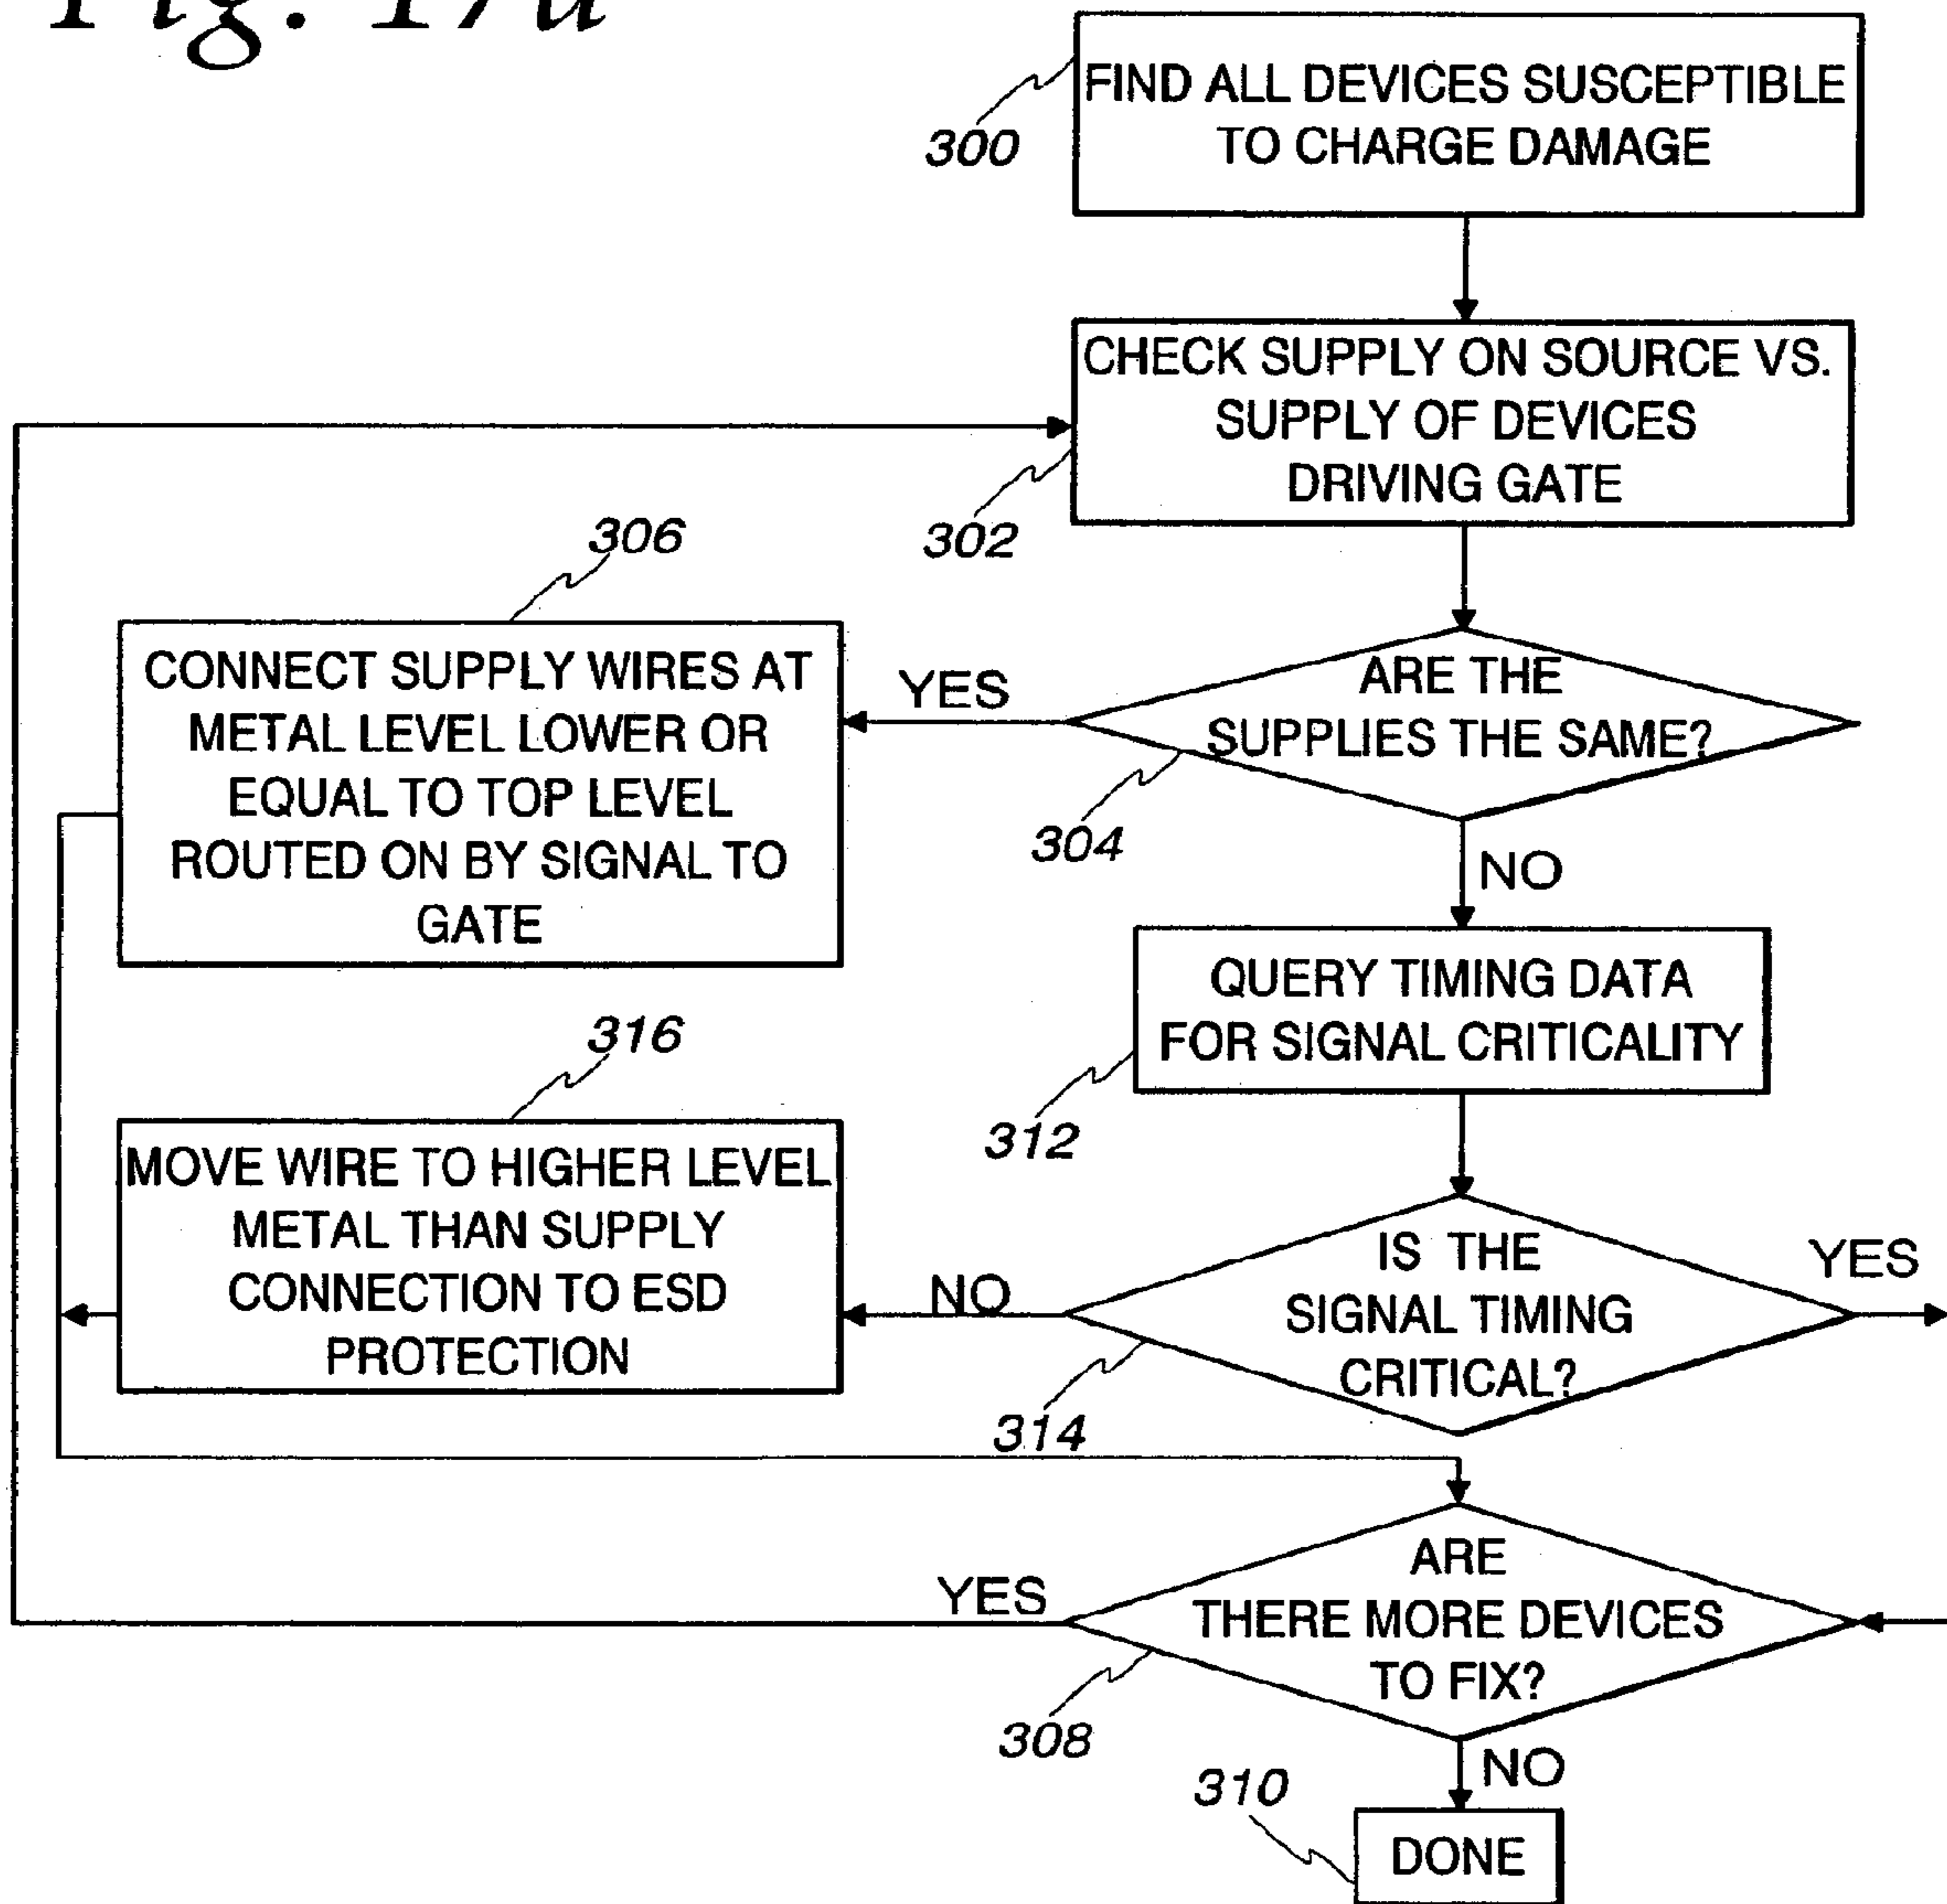 Fig. 17a
FIND ALL DEVICES SUSCEPTIBLE
TO CHARGE DAMAGE
300
CHECK SUPPLY ON SOURCE VS.
SUPPLY OF DEVICES
DRIVING GATE
302
306
CONNECT SUPPLY WIRES AT
METAL LEVEL LOWER OR
EQUAL TO TOP LEVEL
ROUTED ON BY SIGNAL TO
GATE
YES
ARE THE
SUPPLIES THE SAME?
304
NO
QUERY TIMING DATA
FOR SIGNAL CRITICALITY
312
316
MOVE WIRE TO HIGHER LEVEL
METAL THAN SUPPLY
CONNECTION TO ESD
PROTECTION
NO
IS THE
SIGNAL TIMING
CRITICAL?
YES
314
YES
ARE
THERE MORE DEVICES
TO FIX?
308
NO
310
DONE